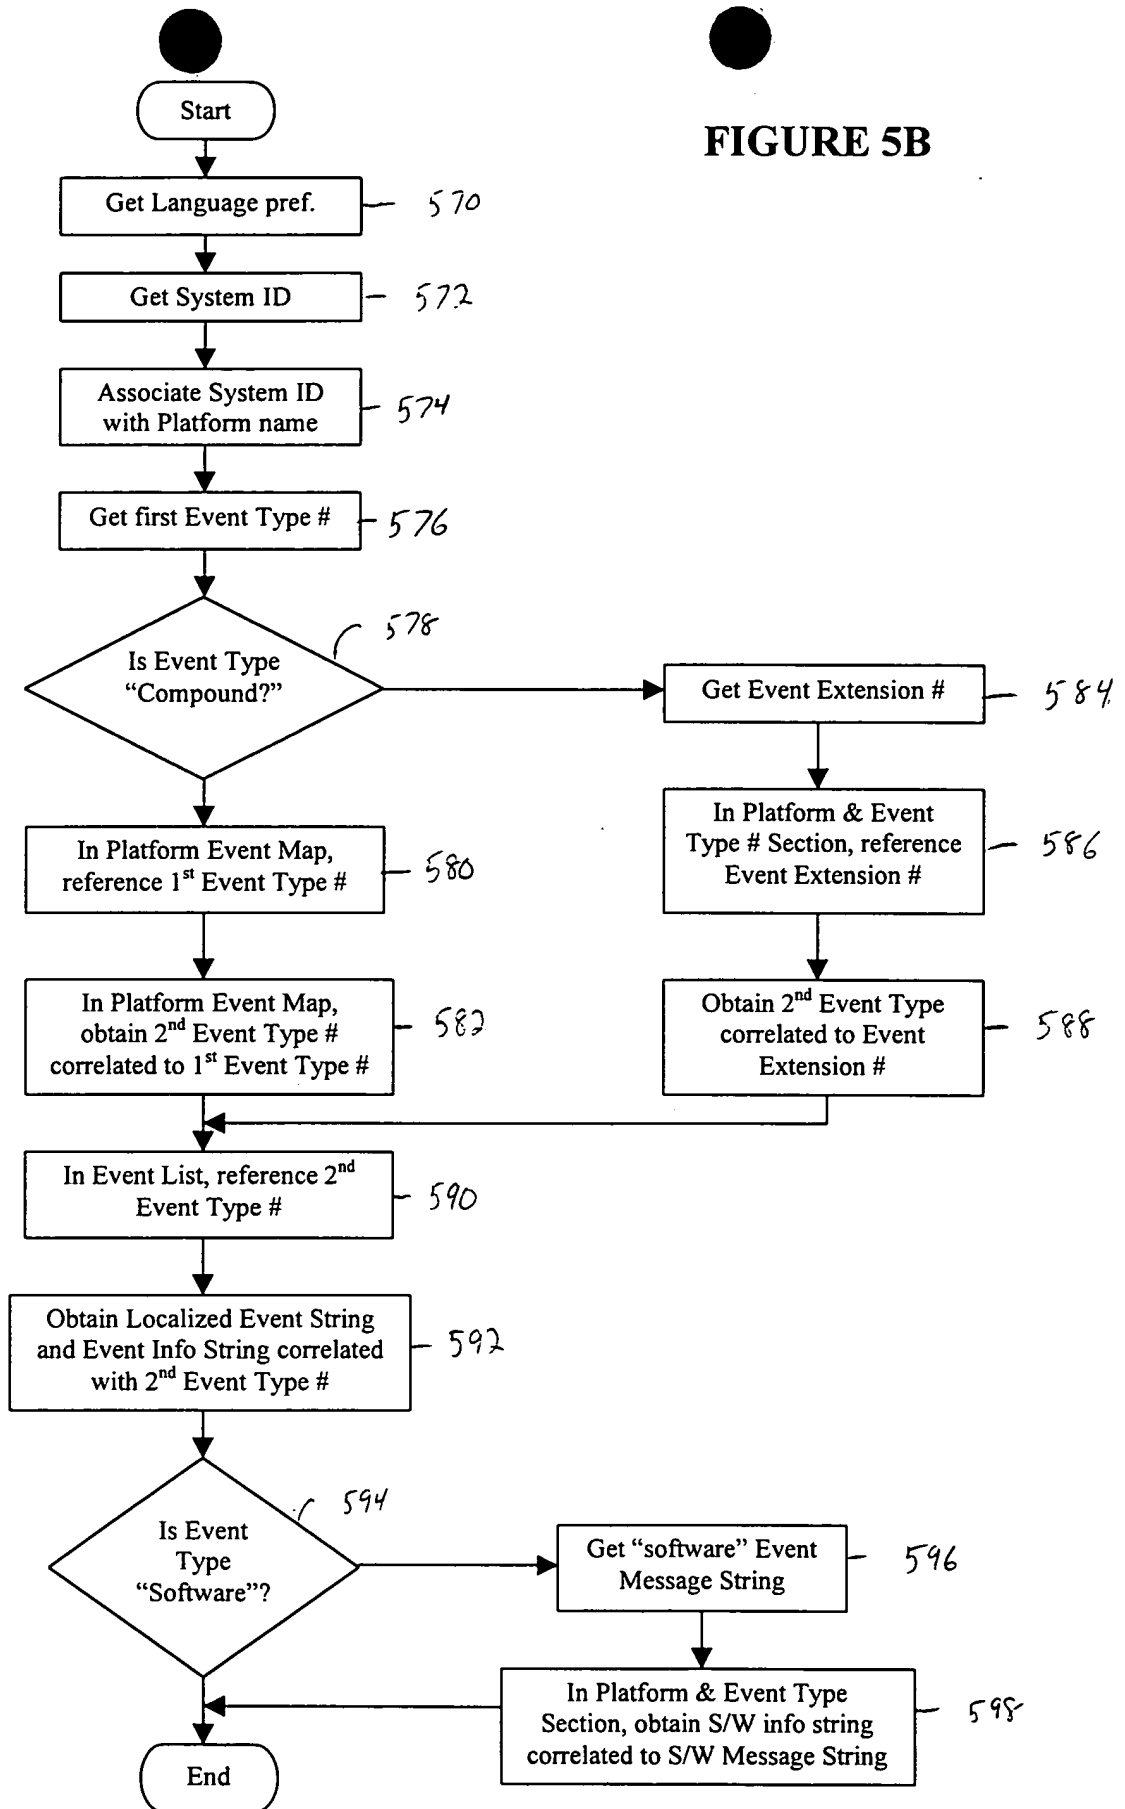 Start
FIGURE 5B
Get Language pref.
570
Get System ID
572
Associate System ID
with Platform name
574
Get first Event Type #
576
578
Is Event Type
“Compound?”
Get Event Extension #
584
In Platform Event Map,
reference 1st Event Type #
580
In Platform & Event
Type # Section, reference
Event Extension #
586
In Platform Event Map,
obtain 2nd Event Type #
correlated to 1st Event Type #
582
Obtain 2nd Event Type
correlated to Event
Extension #
588
In Event List, reference 2nd
Event Type #
590
Obtain Localized Event String
and Event Info String correlated
with 2nd Event Type #
592
594
Is Event
Type
“Software”?
Get “software” Event
Message String
596
In Platform & Event Type
Section, obtain S/W info string
correlated to S/W Message String
598
End